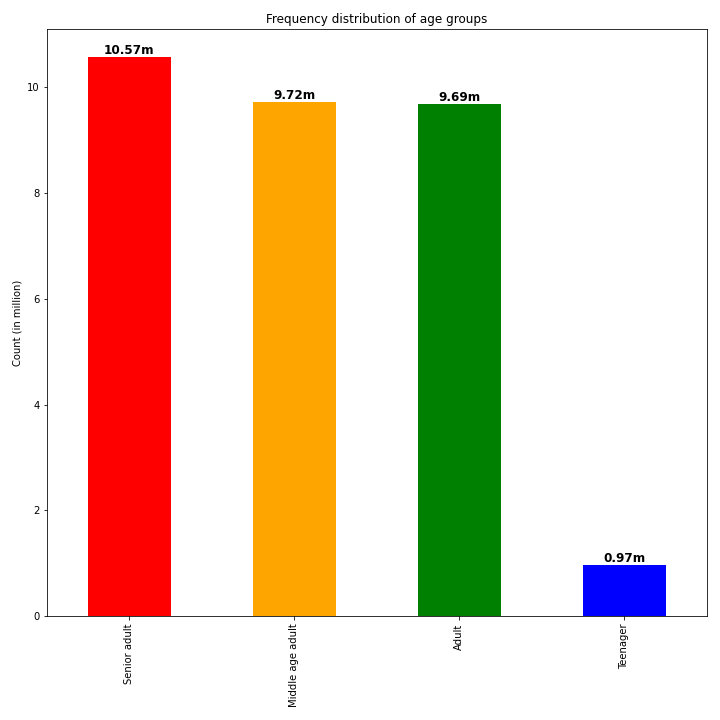 Frequency distribution of age groups
10.57m
9.72m
9.69m
0.97m
10
8
6
4
2
0
Count (in million)
Senior adult
Middle age adult
Adult
Teenager